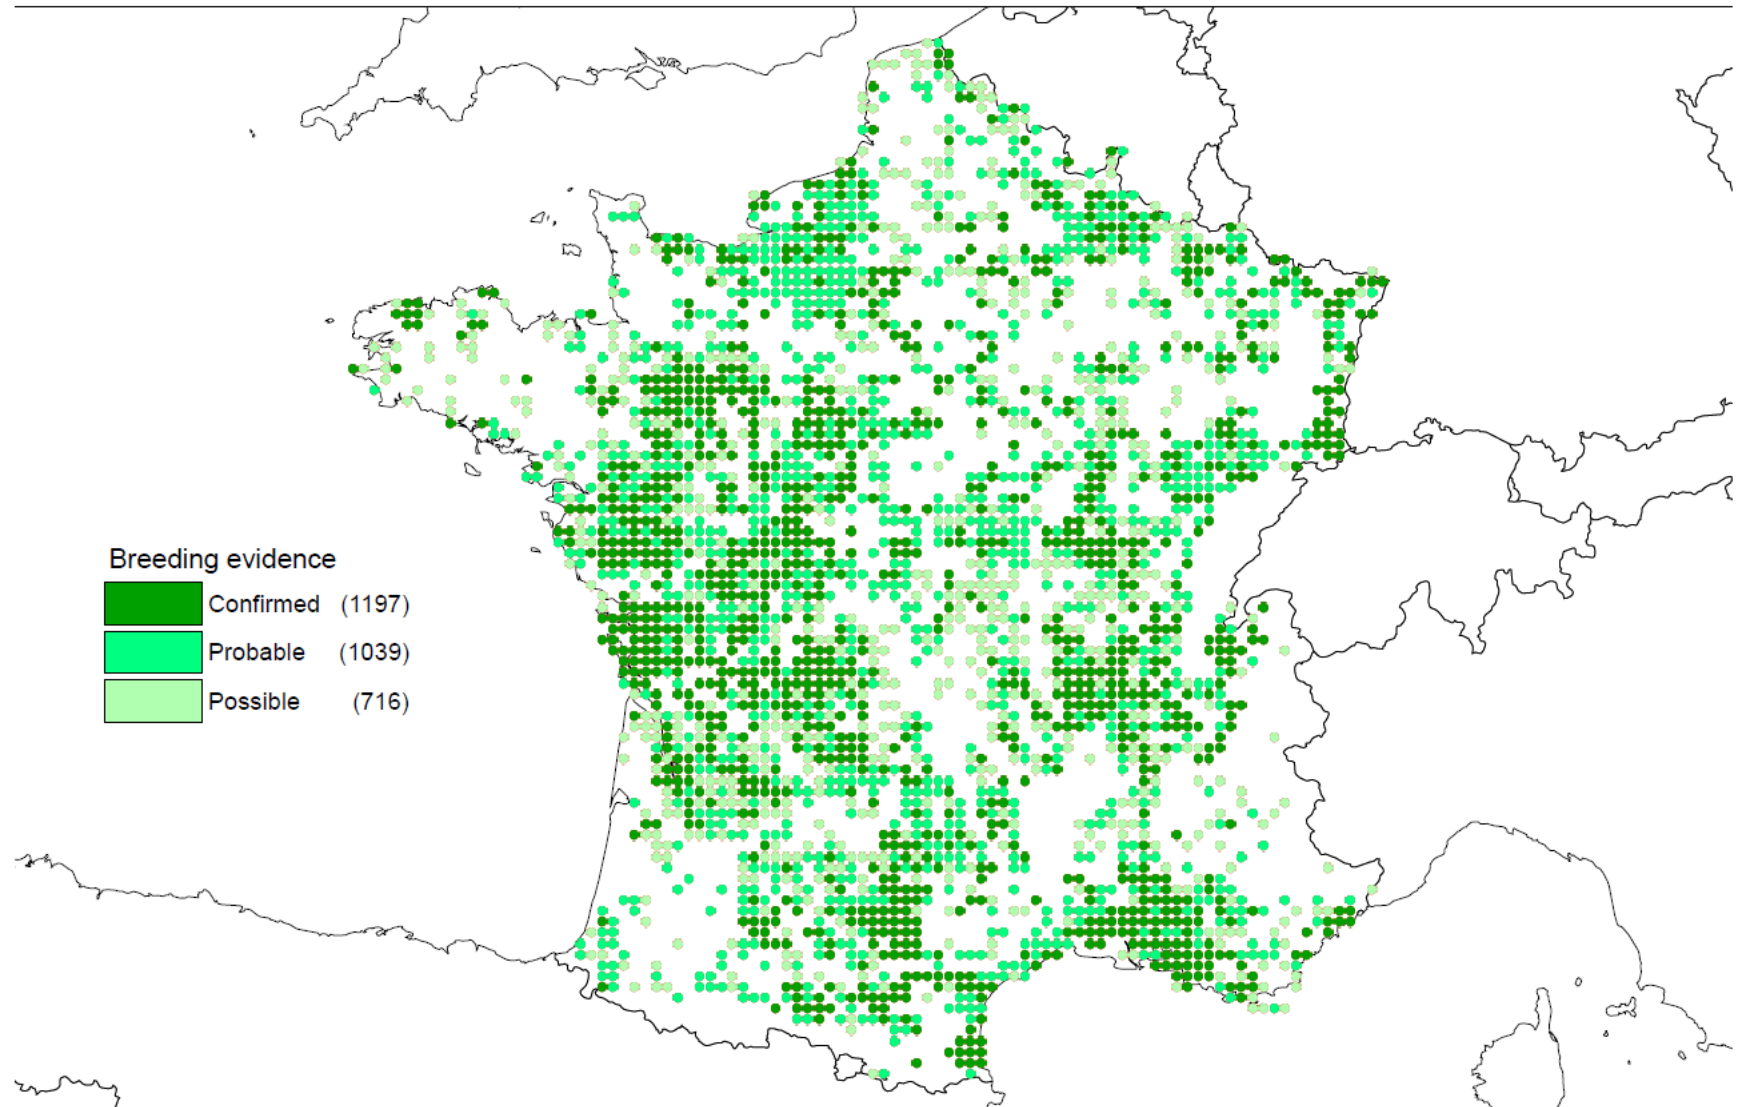 Breeding evidence
Confirmed (1197)
Probable (1039)
Possible (716)